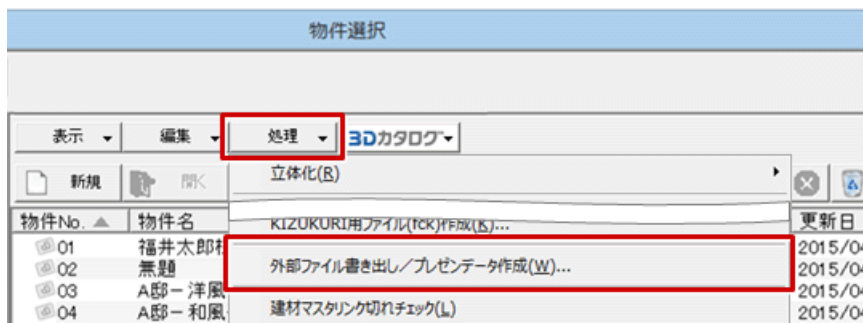 物件選択
表示 編集 処理 3Dカタログ
新規 開く
立体化(R)
KIZUKURI用ファイル(fck)作成(K)...
外部ファイル書き出し／プレゼンデータ作成(W)...
建材マスタリンク切れチェック(L)
物件No. 物件名 更新日
01 福井太郎 2015/04
02 無題 2015/04
03 A邸－洋風 2015/04
04 A邸－和風 2015/04